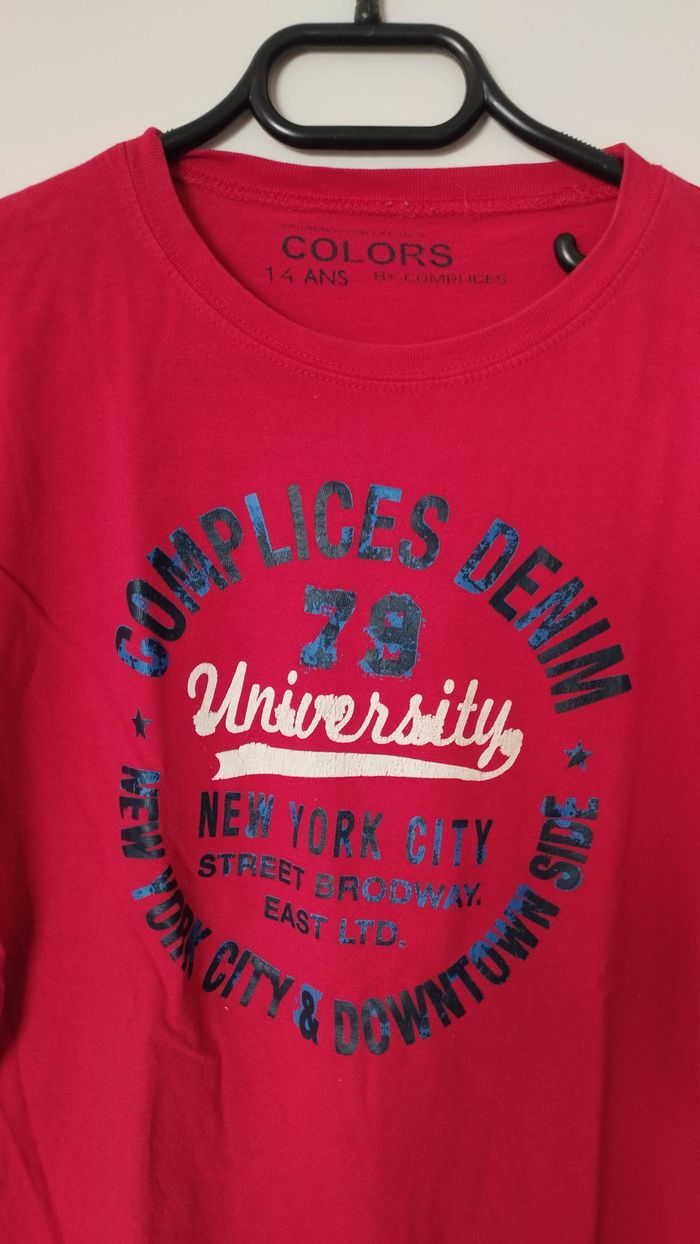 COLORS
14 ANS BY COMPLICES
COMPLICES DENIM
79
University
NEW YORK CITY
STREET BRODWAY.
EAST LTD.
NEW YORK CITY & DOWNTOWN SIDE